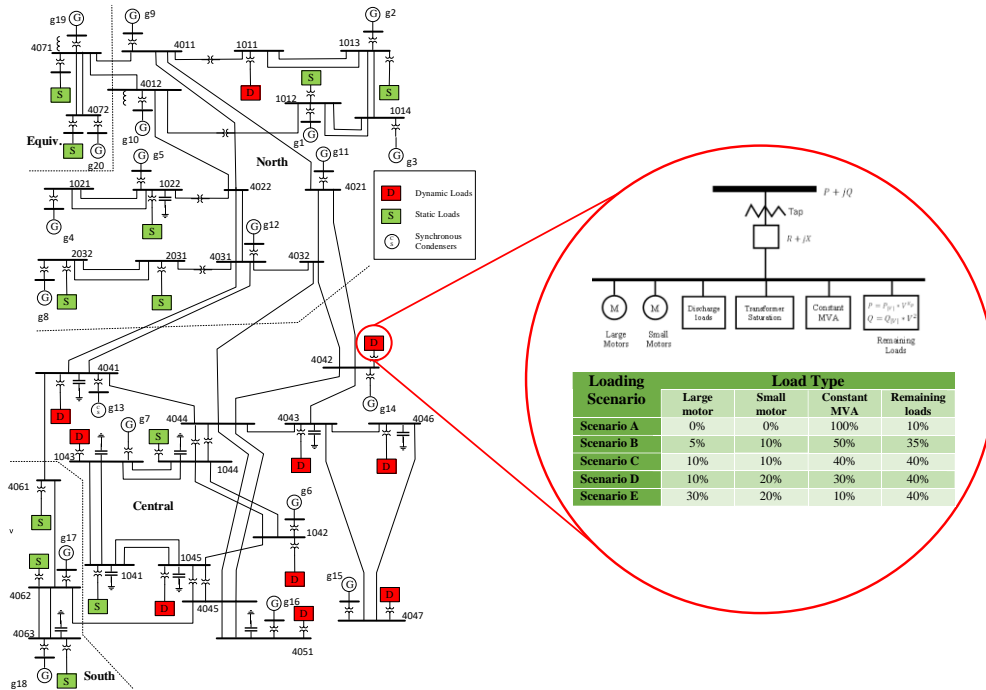 g19
G
g9
G
g2
G
4071
4011
1011
1013
S
D
S
S
4012
1012
4072
G
G
1014
S
G
Equiv.
g20
g10
g1
G
g3
g5
G
North
g11
G
1021
1022
4022
4021
G
g4
S
D
Dynamic Loads
S
Static Loads
C
S
Synchronous
Condensers
g12
G
2032
2031
4031
4032
G
g8
S
S
D
4042
G
g14
4041
D
C
S
g13
g7
G
4044
4043
4046
D
S
1043
1044
D
D
4061
Central
g6
G
S
v
1042
g17
G
S
D
1041
1045
4062
S
D
4045
g15
G
D
g16
G
D
4047
4063
4051
G
g18
S
South
P + jQ
Tap
R + jX
M
Large
Motors
M
Small
Motors
Discharge
loads
Transformer
Saturation
Constant
MVA
Remaining
Loads
Loading Scenario
Load Type
Large motor
Small motor
Constant MVA
Remaining loads
Scenario A 0% 0% 100% 10%
Scenario B 5% 10% 50% 35%
Scenario C 10% 10% 40% 40%
Scenario D 10% 20% 30% 40%
Scenario E 30% 20% 10% 40%